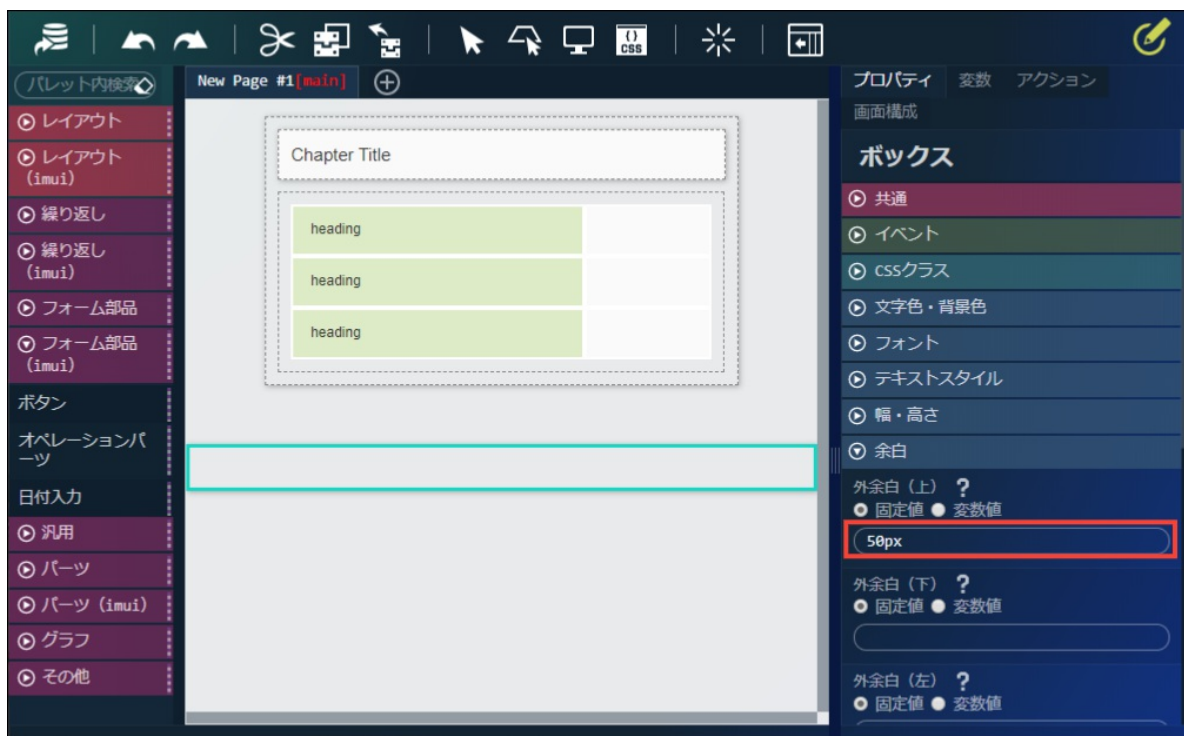 {}
CSS
パレット内検索
レイアウト
レイアウト
(imui)
繰り返し
繰り返し
(imui)
フォーム部品
フォーム部品
(imui)
ボタン
オペレーションパ
ーツ
日付入力
汎用
パーツ
パーツ (imui)
グラフ
その他
New Page #1[main]
Chapter Title
heading
heading
heading
プロパティ 変数 アクション
画面構成
ボックス
共通
イベント
CSSクラス
文字色・背景色
フォント
テキストスタイル
幅・高さ
余白
外余白 (上) ?
固定値 変数値
50px
外余白 (下) ?
固定値 変数値
外余白 (左) ?
固定値 変数値